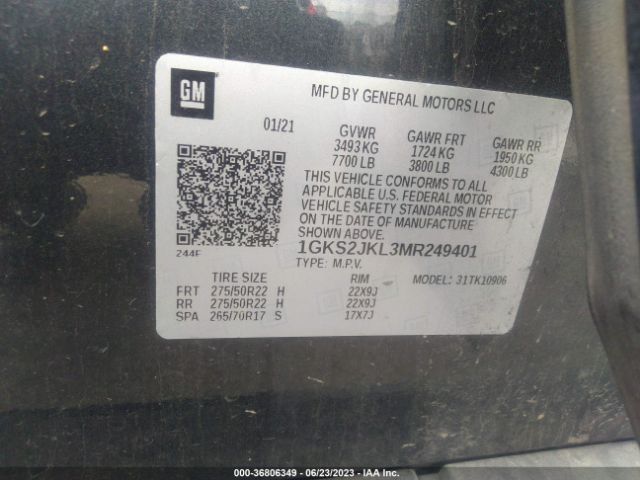 GM
MFD BY GENERAL MOTORS LLC
01/21 GVWR GAWR FRT GAWR RR
3493 KG 1724 KG 1950 KG
7700 LB 3800 LB 4300 LB
THIS VEHICLE CONFORMS TO ALL
APPLICABLE U.S. FEDERAL MOTOR
VEHICLE SAFETY STANDARDS IN EFFECT
ON THE DATE OF MANUFACTURE
SHOWN ABOVE.
1GKS2JKL3MR249401
244F
TYPE: M.P.V. MODEL: 31TK10906
TIRE SIZE RIM
FRT 275/50R22 H 22X9J
RR 275/50R22 H 22X9J
SPA 265/70R17 S 17X7J
000-36806349 - 06/23/2023 - IAA Inc.